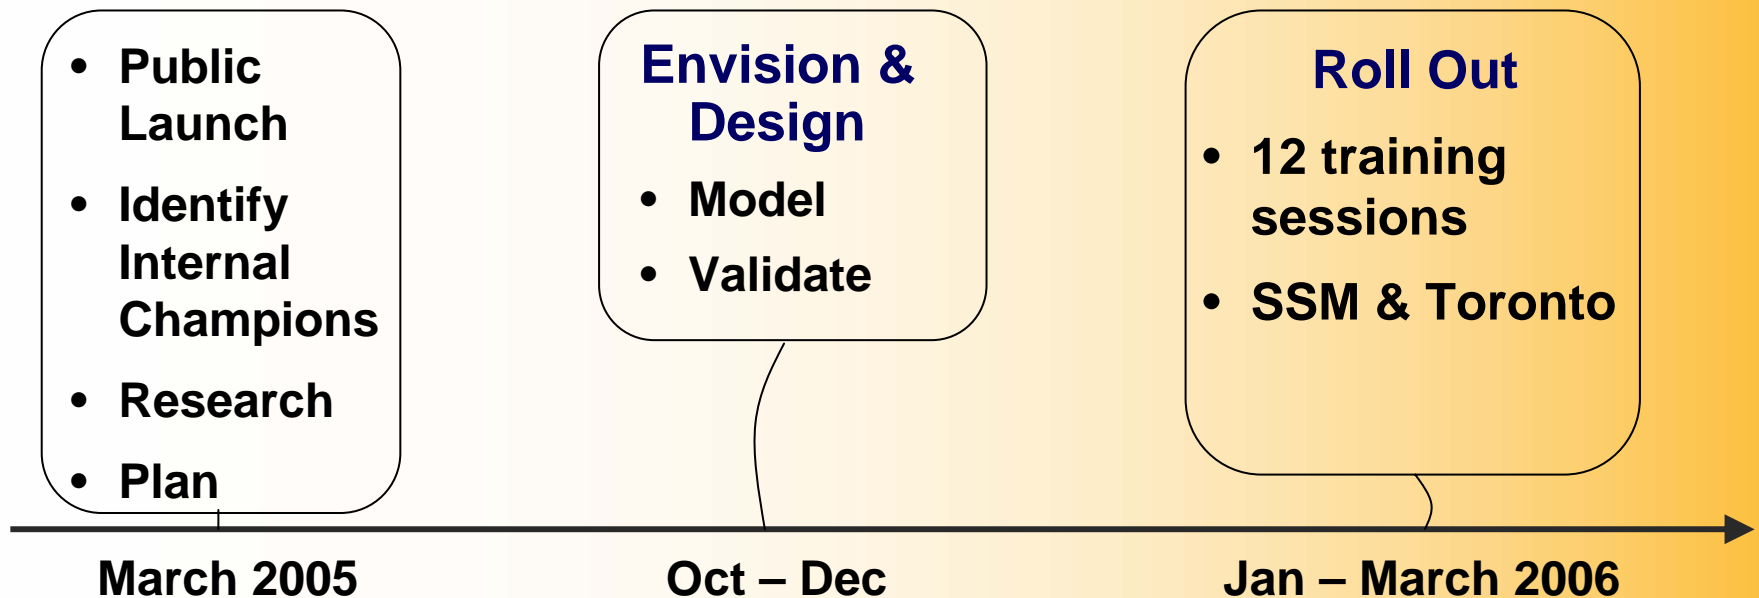 • Public
Launch
• Identify
Internal
Champions
• Research
• Plan
March 2005
Envision &
Design
• Model
• Validate
Oct – Dec
Roll Out
• 12 training
sessions
• SSM & Toronto
Jan – March 2006